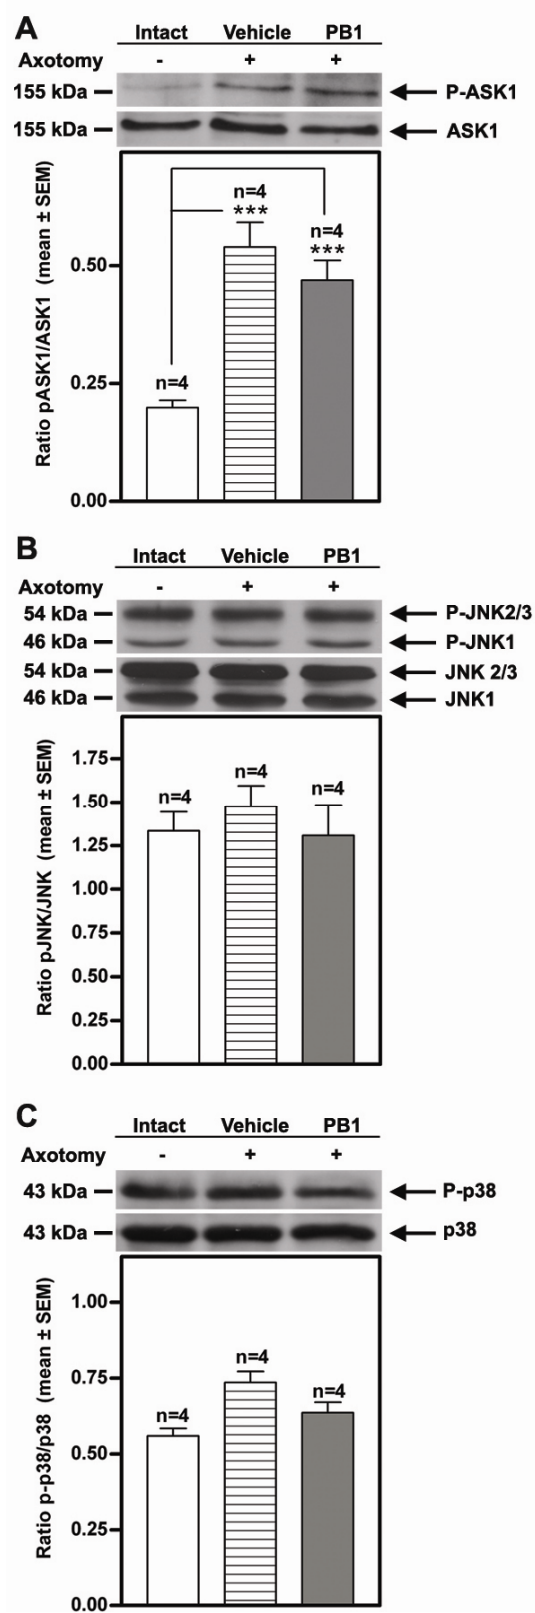 A
Intact Vehicle PB1
Axotomy - + +
155 kDa P-ASK1
155 kDa ASK1
Ratio pASK1/ASK1 (mean ± SEM)
n=4
***
n=4
***
0.50
n=4
0.25
0.00
B
Intact Vehicle PB1
Axotomy - + +
54 kDa P-JNK2/3
46 kDa P-JNK1
54 kDa JNK 2/3
46 kDa JNK1
Ratio pJNK/JNK (mean ± SEM)
1.75
n=4
n=4
n=4
1.50
1.25
1.00
0.75
0.50
0.25
0.00
C
Intact Vehicle PB1
Axotomy - + +
43 kDa P-p38
43 kDa p38
Ratio p-p38/p38 (mean ± SEM)
1.00
n=4
0.75
n=4
n=4
0.50
0.25
0.00